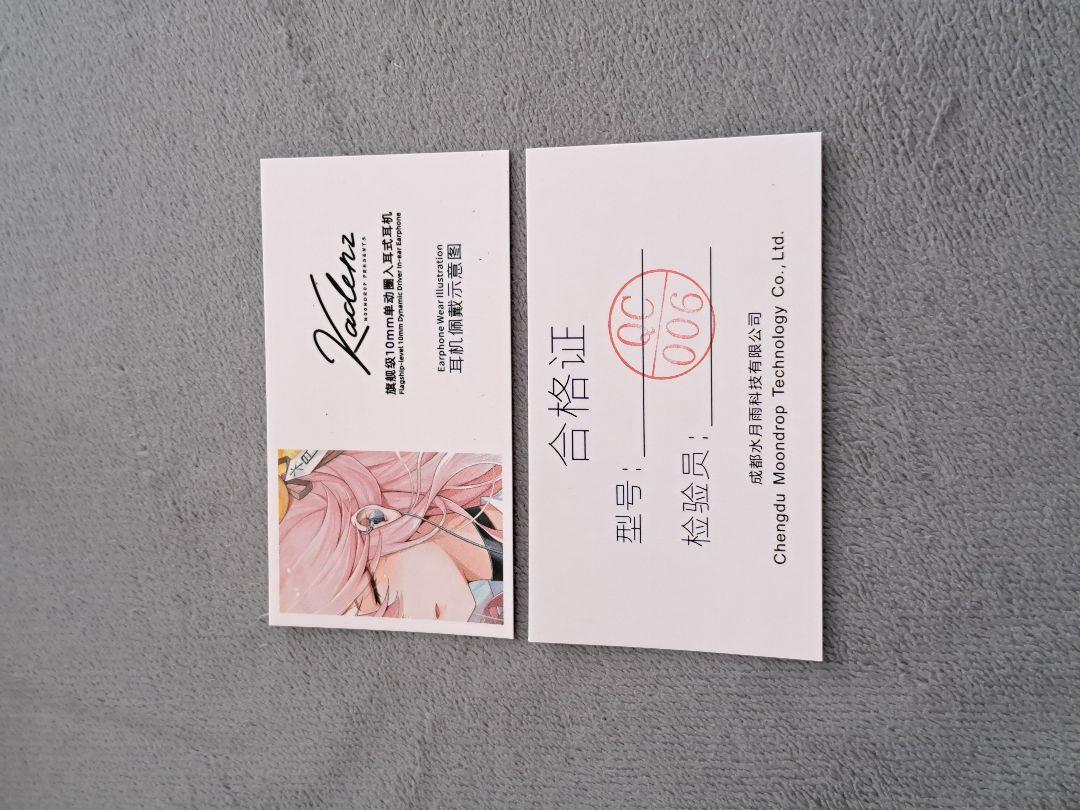 Kadenz
MOONDROP PRESENTS
旗舰级10mm单动圈入耳式耳机
Flagship-level 10mm Dynamic Driver In-ear Earphone
Earphone Wear Illustration
耳机佩戴示意图
合格证
型号：
检验员：
QC
006
成都水月雨科技有限公司
Chengdu Moondrop Technology Co., Ltd.